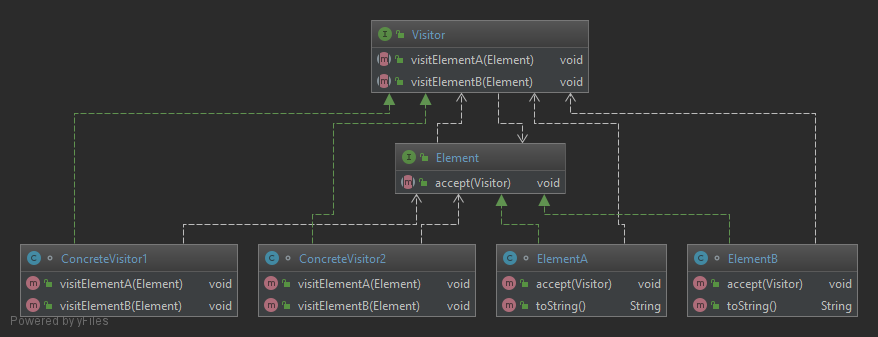 Visitor
visitElementA(Element) void
visitElementB(Element) void
Element
accept(Visitor) void
ConcreteVisitor1
visitElementA(Element) void
visitElementB(Element) void
ConcreteVisitor2
visitElementA(Element) void
visitElementB(Element) void
ElementA
accept(Visitor) void
toString() String
ElementB
accept(Visitor) void
toString() String
Powered by yFiles